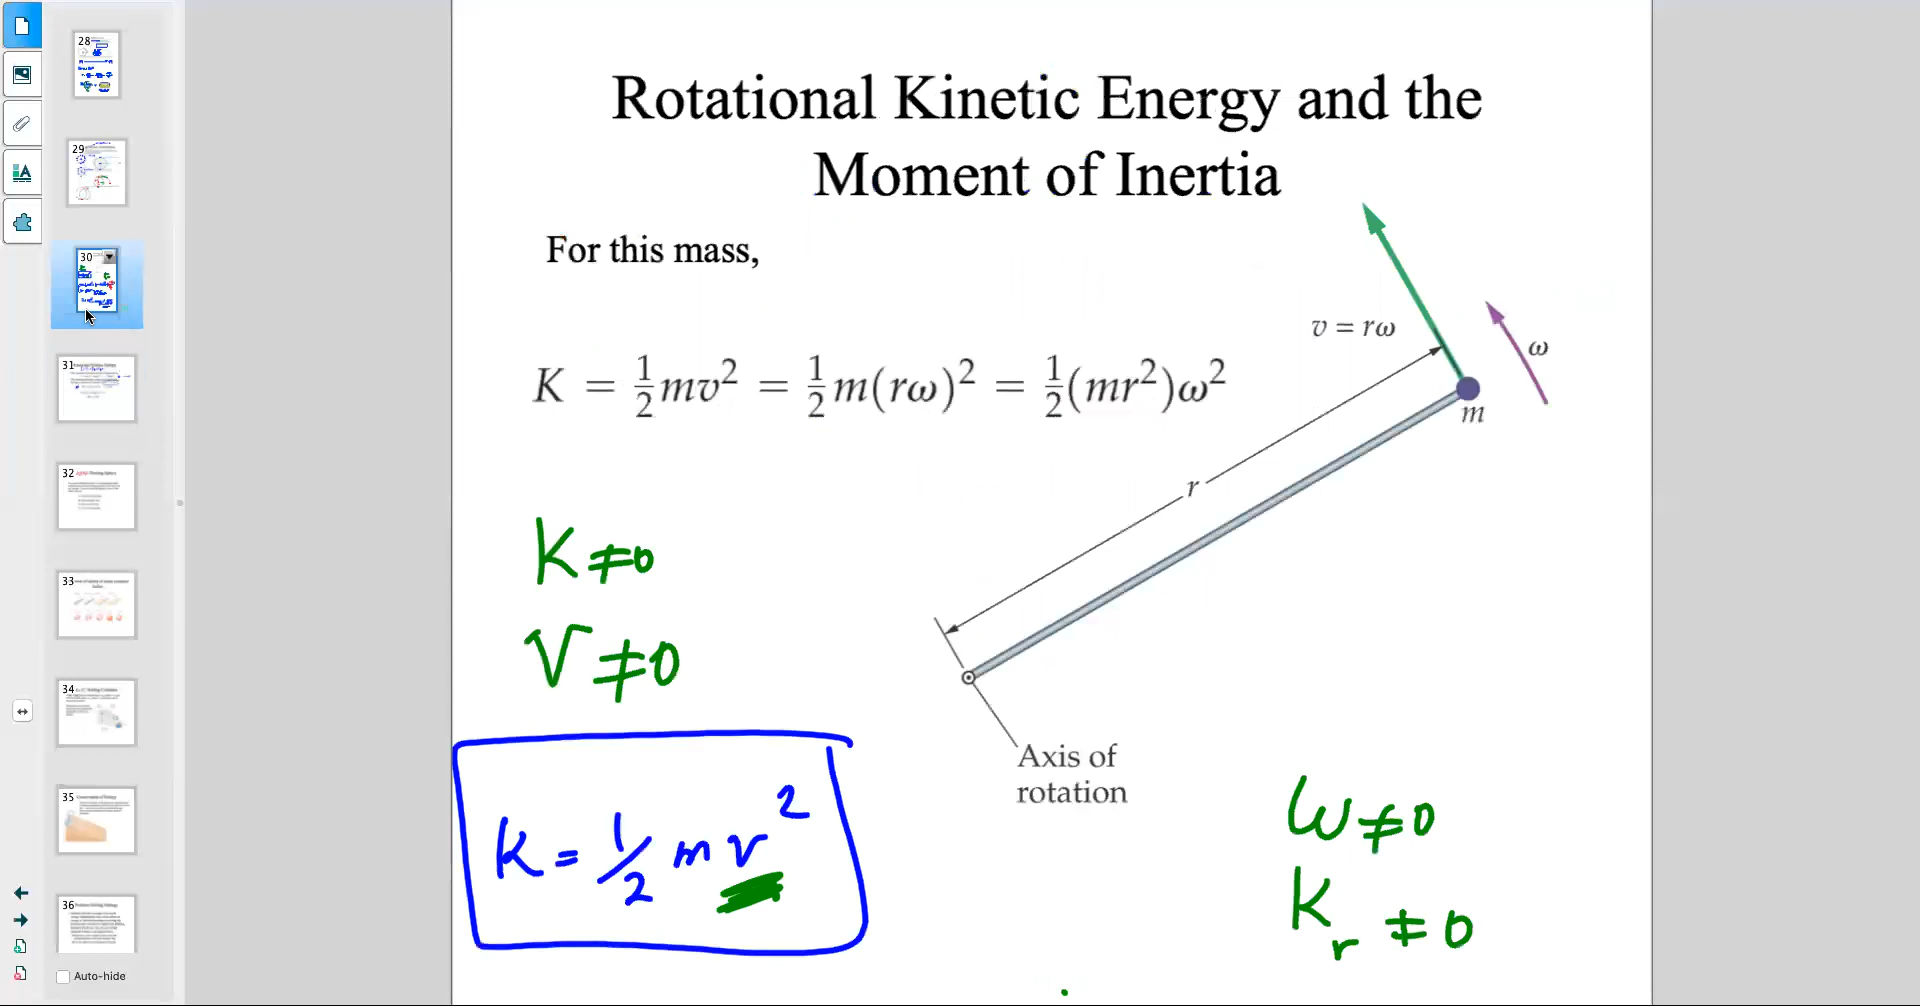 28
29
30
31
32
33
34
35
36
Auto-hide
Rotational Kinetic Energy and the
Moment of Inertia
For this mass,
K = ½mv² = ½m(rω)² = ½(mr²)ω²
v = rω
ω
m
r
Axis of
rotation
K ≠ 0
V ≠ 0
K = 1/2 mv²
ω ≠ 0
Kr ≠ 0